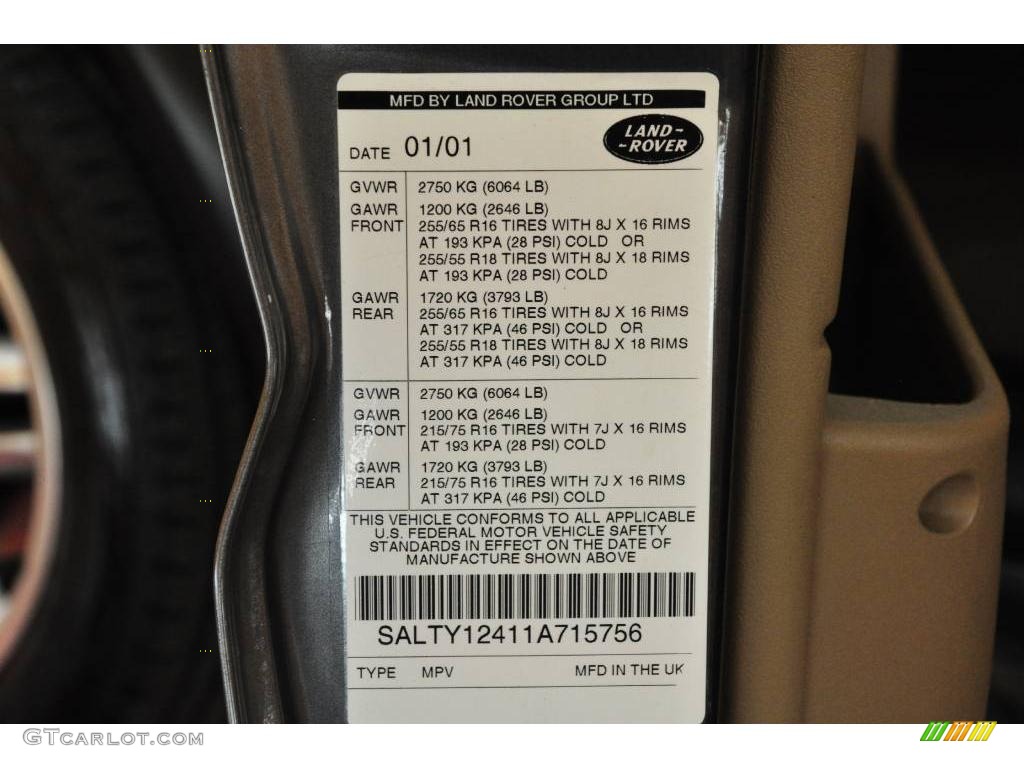 MFD BY LAND ROVER GROUP LTD
DATE 01/01
LAND-
-ROVER
GVWR 2750 KG (6064 LB)
GAWR 1200 KG (2646 LB)
FRONT 255/65 R16 TIRES WITH 8J X 16 RIMS
AT 193 KPA (28 PSI) COLD OR
255/55 R18 TIRES WITH 8J X 18 RIMS
AT 193 KPA (28 PSI) COLD
GAWR 1720 KG (3793 LB)
REAR 255/65 R16 TIRES WITH 8J X 16 RIMS
AT 317 KPA (46 PSI) COLD OR
255/55 R18 TIRES WITH 8J X 18 RIMS
AT 317 KPA (46 PSI) COLD
GVWR 2750 KG (6064 LB)
GAWR 1200 KG (2646 LB)
FRONT 215/75 R16 TIRES WITH 7J X 16 RIMS
AT 193 KPA (28 PSI) COLD
GAWR 1720 KG (3793 LB)
REAR 215/75 R16 TIRES WITH 7J X 16 RIMS
AT 317 KPA (46 PSI) COLD
THIS VEHICLE CONFORMS TO ALL APPLICABLE
U.S. FEDERAL MOTOR VEHICLE SAFETY
STANDARDS IN EFFECT ON THE DATE OF
MANUFACTURE SHOWN ABOVE
SALTY12411A715756
TYPE MPV MFD IN THE UK
GTCARLOT.COM